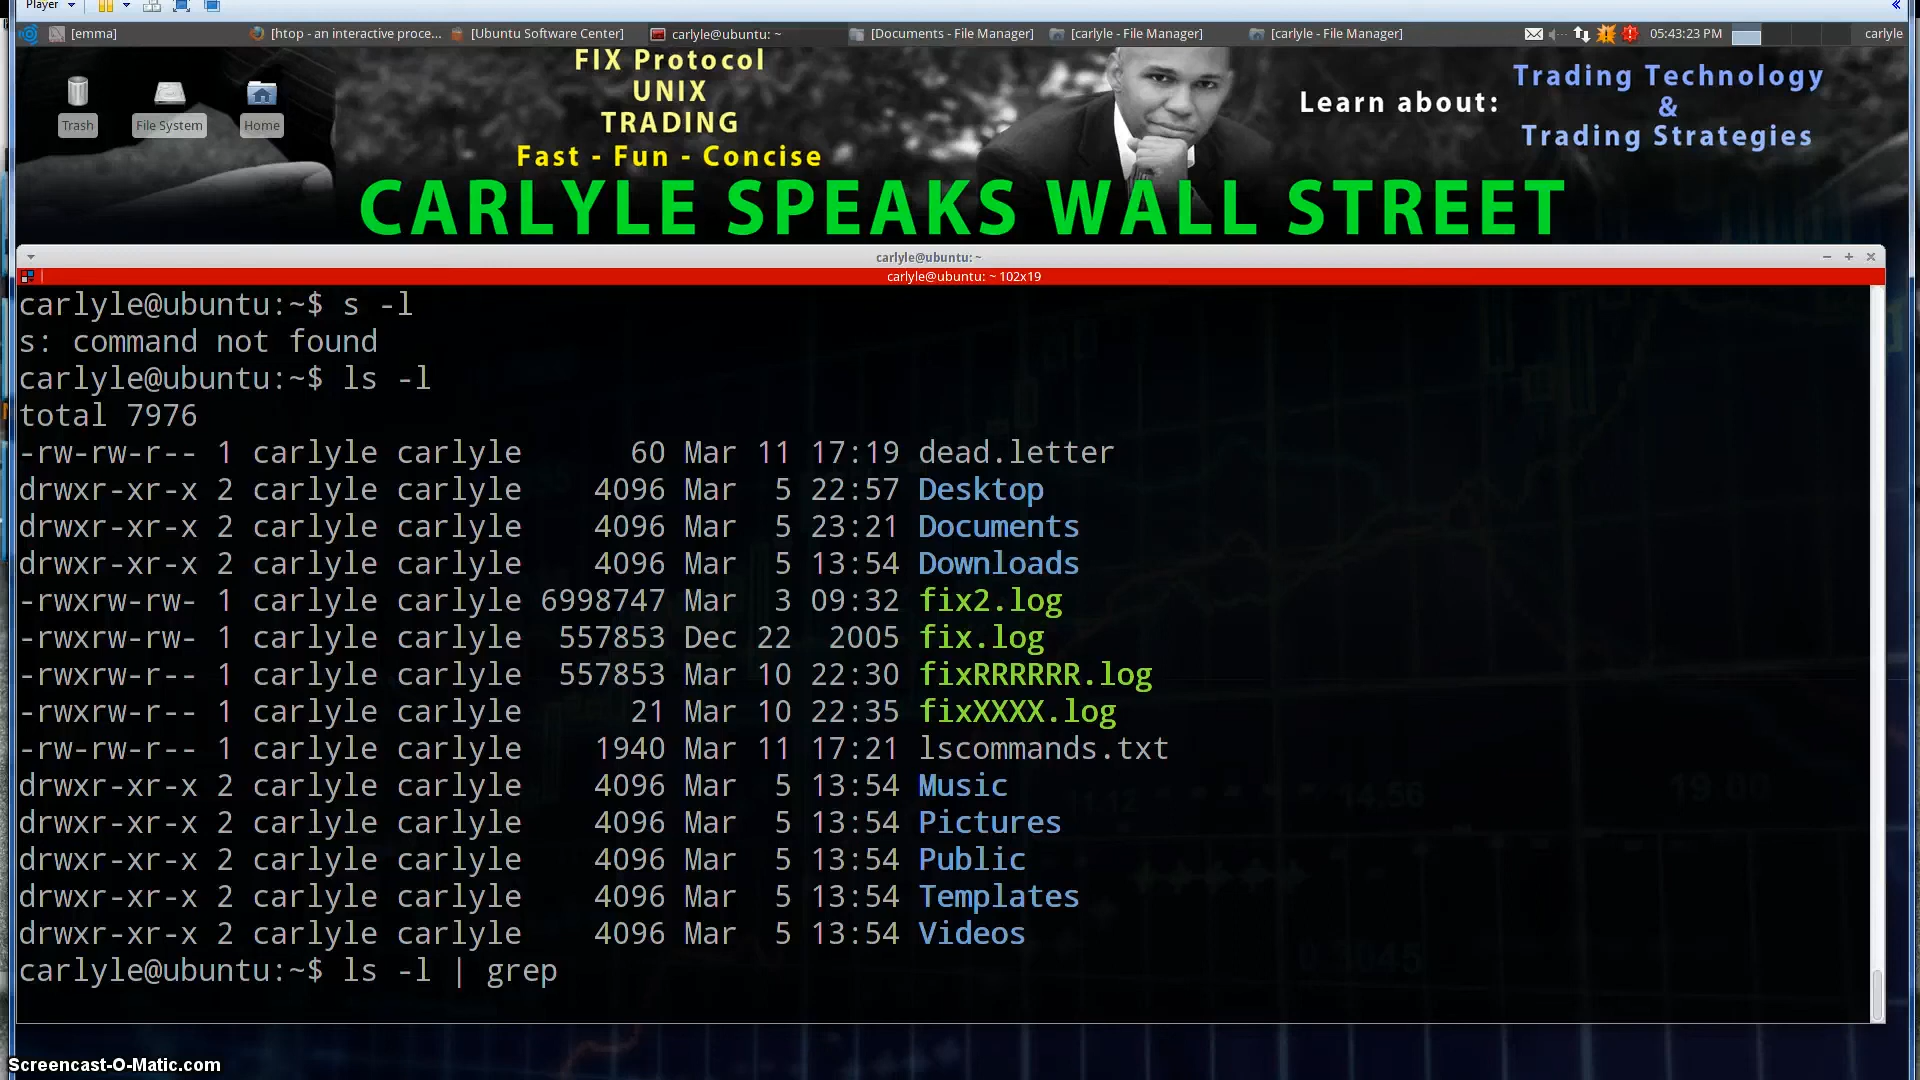 Player
[emma] [htop - an interactive proce... [Ubuntu Software Center] carlyle@ubuntu: ~ [Documents - File Manager] [carlyle - File Manager] [carlyle - File Manager] 05:43:23 PM carlyle
FIX Protocol
UNIX
TRADING
Fast - Fun - Concise
Learn about:
Trading Technology
&
Trading Strategies
Trash File System Home
CARLYLE SPEAKS WALL STREET
carlyle@ubuntu: ~
carlyle@ubuntu: ~ 102x19
carlyle@ubuntu:~$ s -l
s: command not found
carlyle@ubuntu:~$ ls -l
total 7976
-rw-rw-r-- 1 carlyle carlyle      60 Mar 11 17:19 dead.letter
drwxr-xr-x 2 carlyle carlyle    4096 Mar  5 22:57 Desktop
drwxr-xr-x 2 carlyle carlyle    4096 Mar  5 23:21 Documents
drwxr-xr-x 2 carlyle carlyle    4096 Mar  5 13:54 Downloads
-rwxrw-rw- 1 carlyle carlyle 6998747 Mar  3 09:32 fix2.log
-rwxrw-rw- 1 carlyle carlyle  557853 Dec 22  2005 fix.log
-rwxrw-r-- 1 carlyle carlyle  557853 Mar 10 22:30 fixRRRRRR.log
-rwxrw-r-- 1 carlyle carlyle      21 Mar 10 22:35 fixXXXX.log
-rw-rw-r-- 1 carlyle carlyle    1940 Mar 11 17:21 lscommands.txt
drwxr-xr-x 2 carlyle carlyle    4096 Mar  5 13:54 Music
drwxr-xr-x 2 carlyle carlyle    4096 Mar  5 13:54 Pictures
drwxr-xr-x 2 carlyle carlyle    4096 Mar  5 13:54 Public
drwxr-xr-x 2 carlyle carlyle    4096 Mar  5 13:54 Templates
drwxr-xr-x 2 carlyle carlyle    4096 Mar  5 13:54 Videos
carlyle@ubuntu:~$ ls -l | grep
Screencast-O-Matic.com